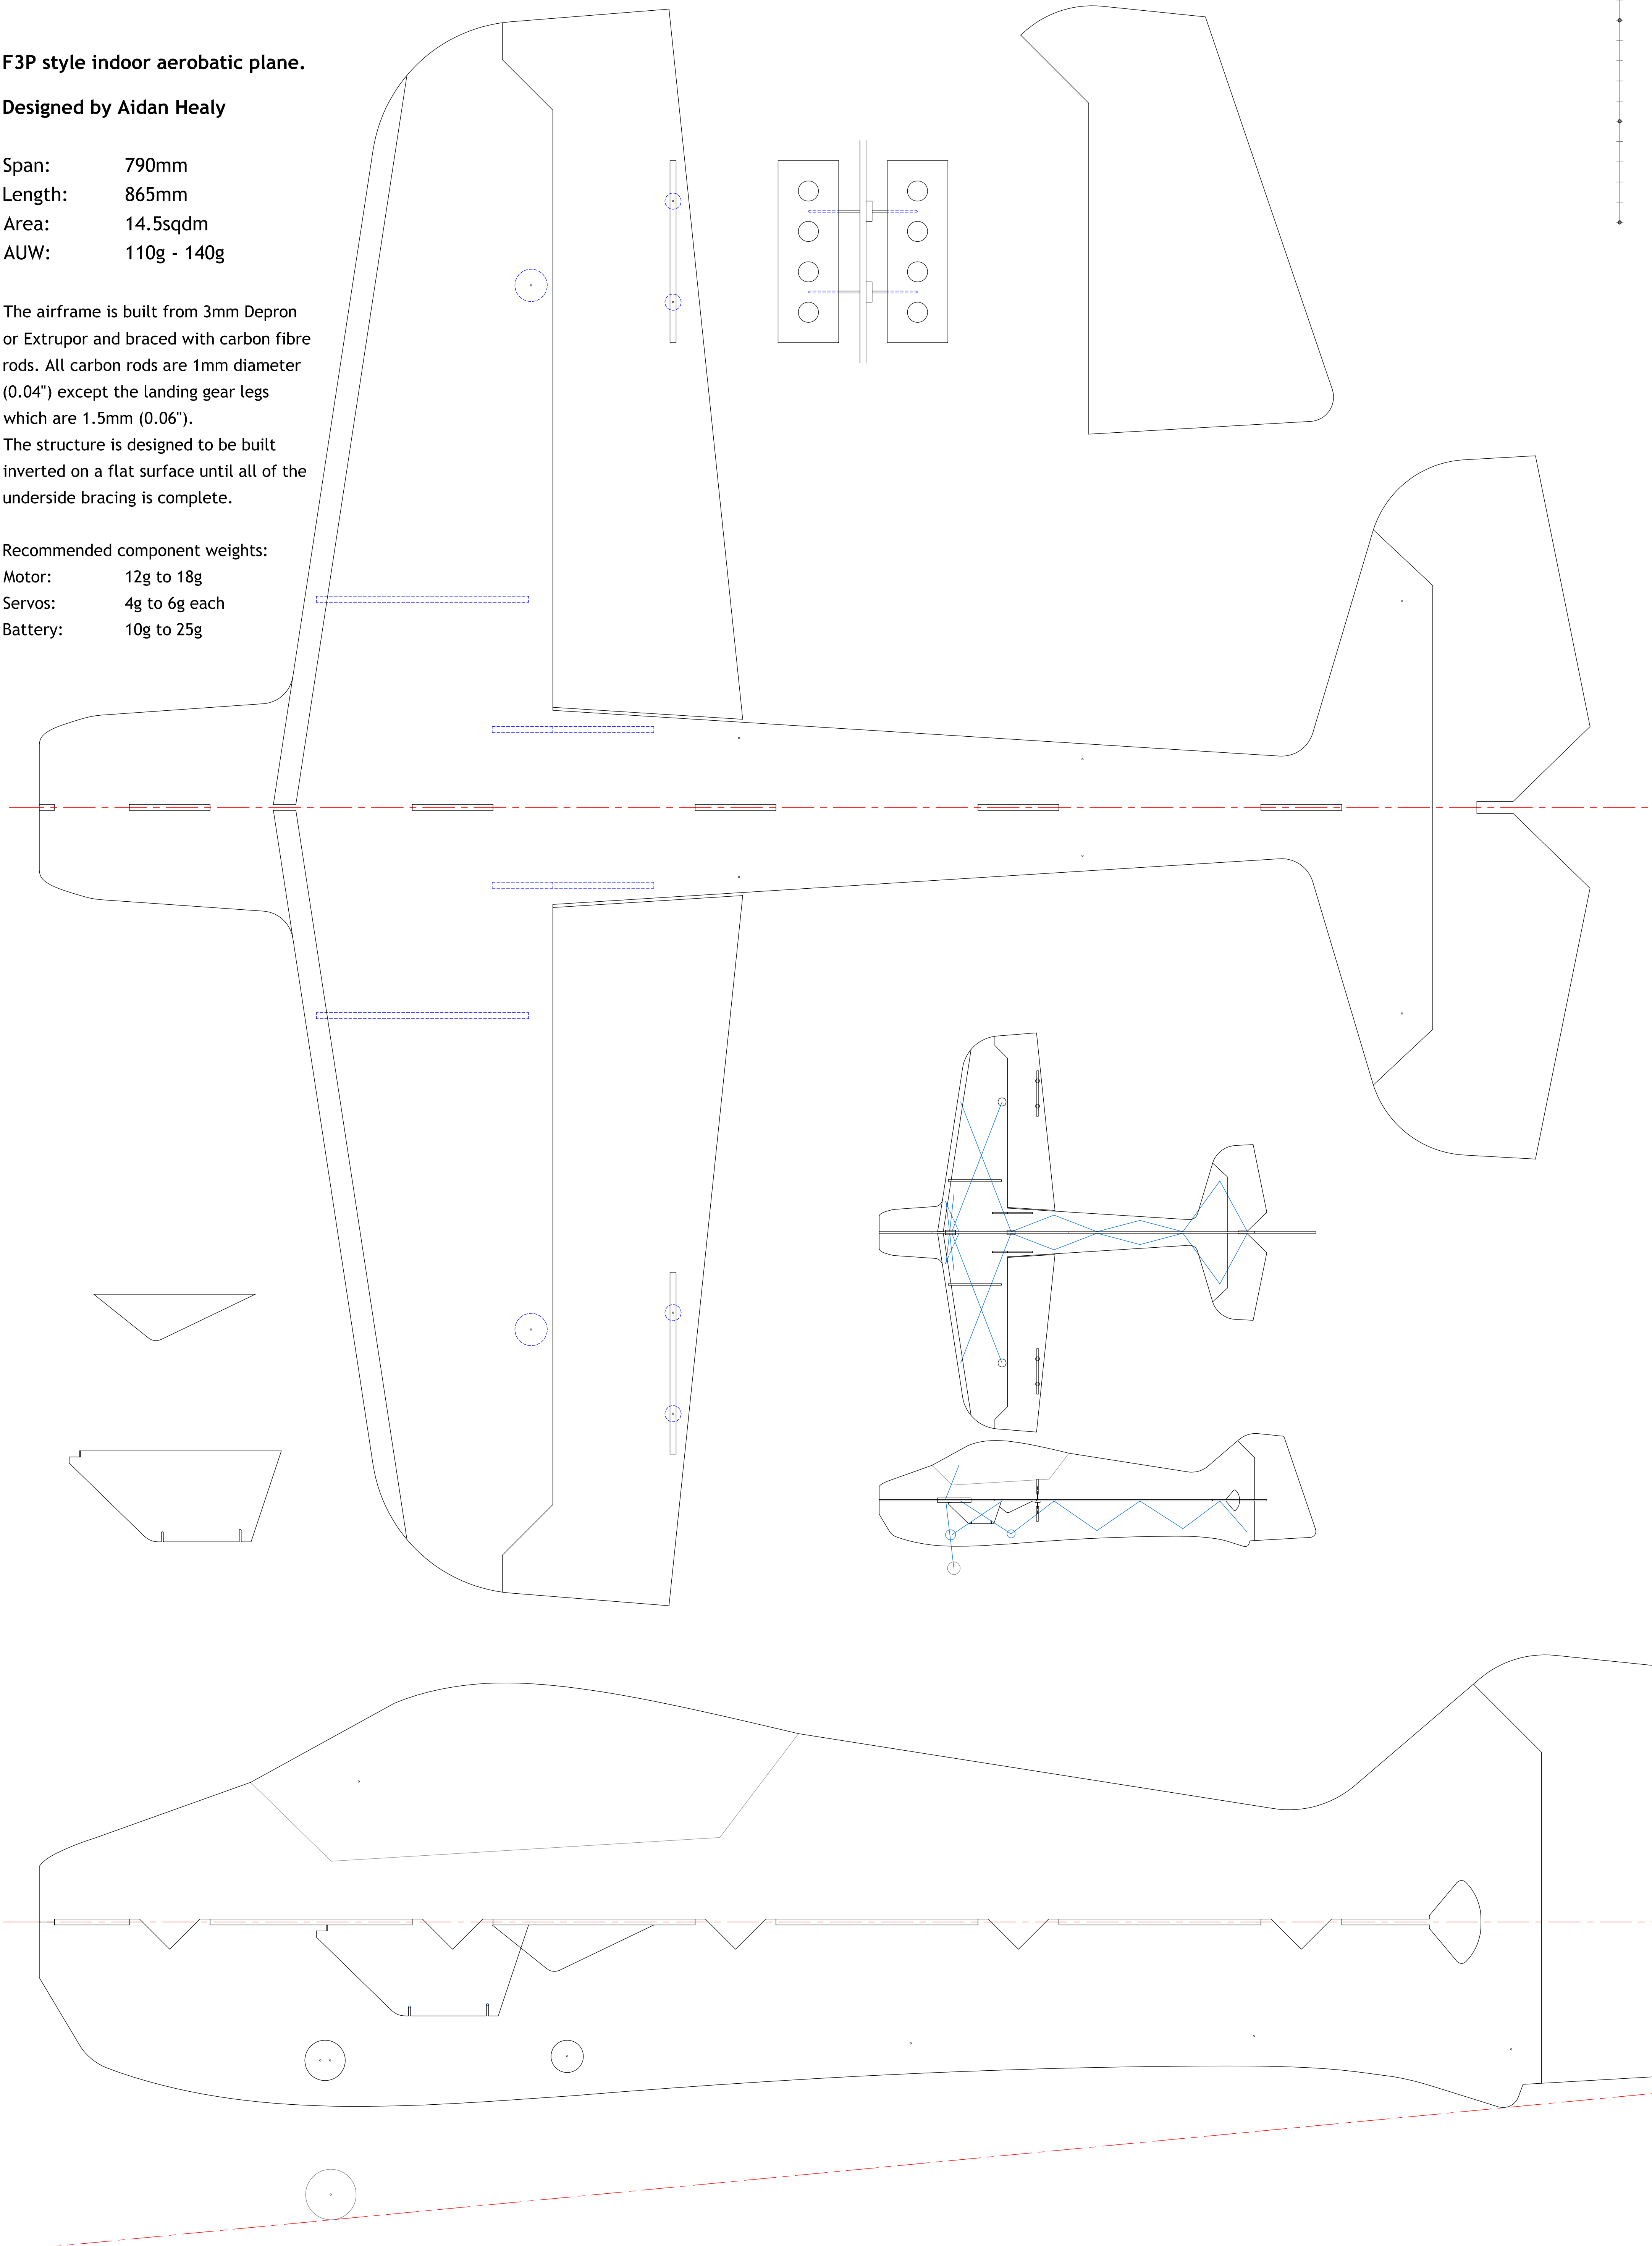 F3P style indoor aerobatic plane.
Designed by Aidan Healy
Span: 790mm
Length: 865mm
Area: 14.5sqdm
AUW: 110g - 140g
The airframe is built from 3mm Depron
or Extrupor and braced with carbon fibre
rods. All carbon rods are 1mm diameter
(0.04") except the landing gear legs
which are 1.5mm (0.06").
The structure is designed to be built
inverted on a flat surface until all of the
underside bracing is complete.
Recommended component weights:
Motor: 12g to 18g
Servos: 4g to 6g each
Battery: 10g to 25g